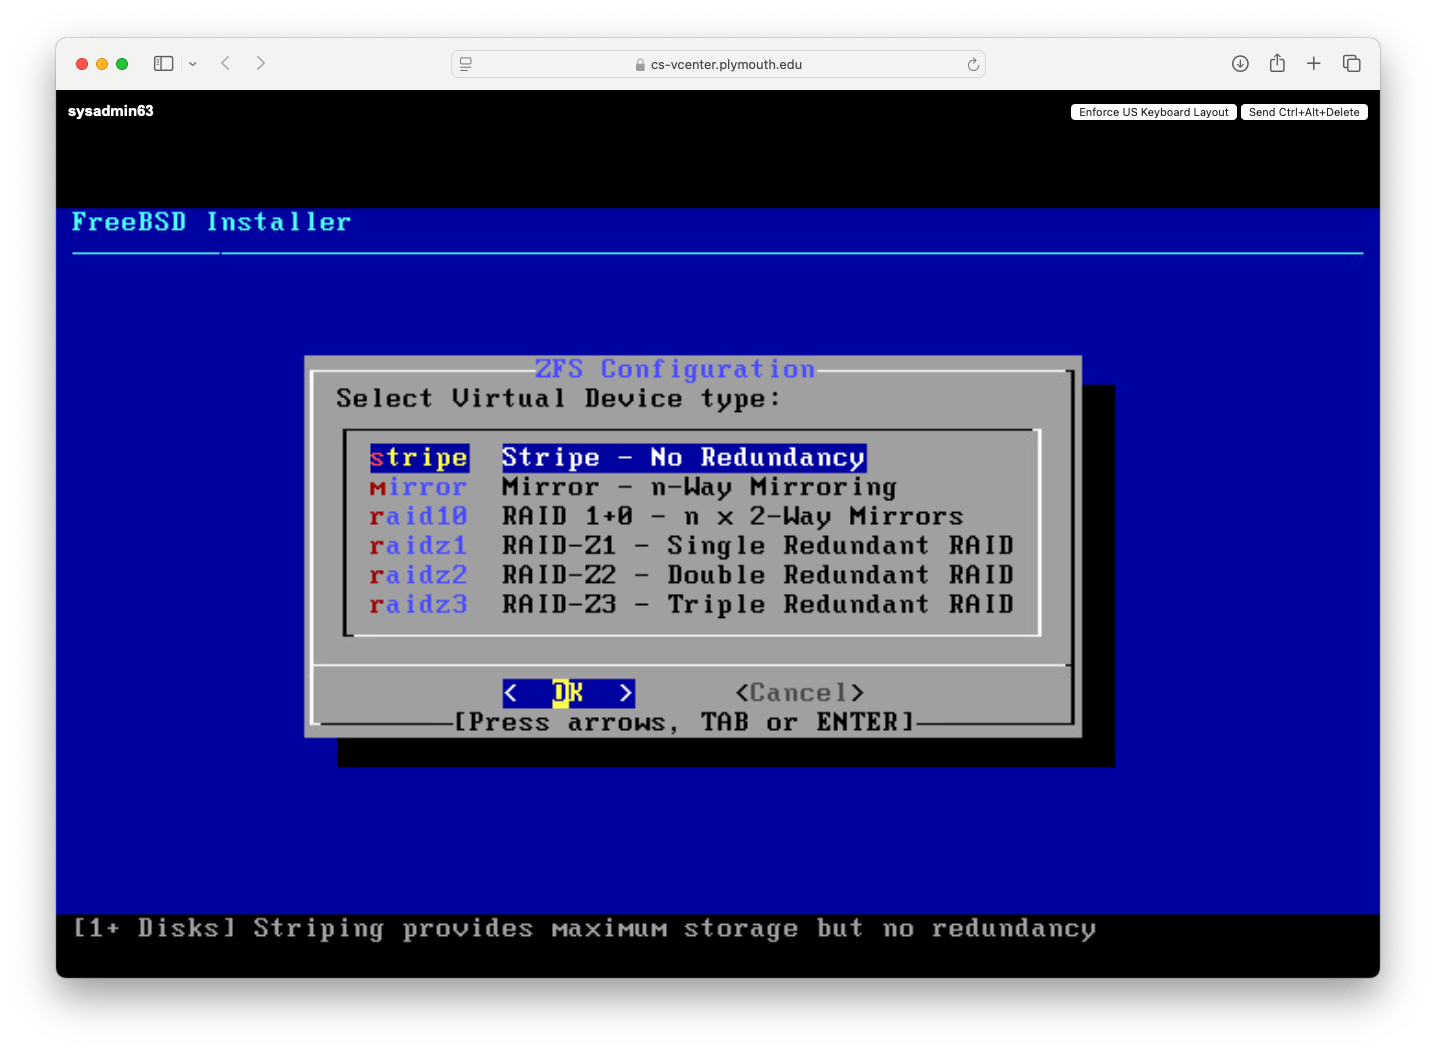 cs-vcenter.plymouth.edu
sysadmin63
Enforce US Keyboard Layout Send Ctrl+Alt+Delete
FreeBSD Installer
ZFS Configuration
Select Virtual Device type:
stripe Stripe - No Redundancy
mirror Mirror - n-Way Mirroring
raid10 RAID 1+0 - n x 2-Way Mirrors
raidz1 RAID-Z1 - Single Redundant RAID
raidz2 RAID-Z2 - Double Redundant RAID
raidz3 RAID-Z3 - Triple Redundant RAID
< OK > <Cancel>
[Press arrows, TAB or ENTER]
[1+ Disks] Striping provides maximum storage but no redundancy